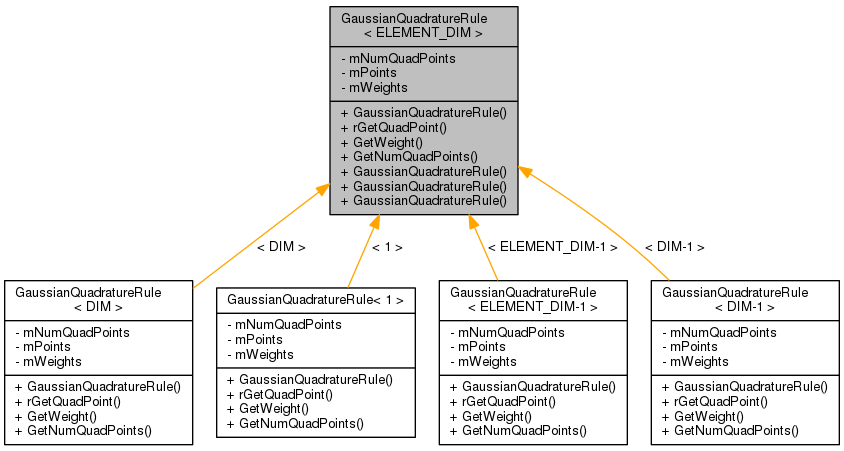 GaussianQuadratureRule
< ELEMENT_DIM >
- mNumQuadPoints
- mPoints
- mWeights
+ GaussianQuadratureRule()
+ rGetQuadPoint()
+ GetWeight()
+ GetNumQuadPoints()
+ GaussianQuadratureRule()
+ GaussianQuadratureRule()
+ GaussianQuadratureRule()
< DIM >
< 1 >
< ELEMENT_DIM-1 >
< DIM-1 >
GaussianQuadratureRule
< DIM >
- mNumQuadPoints
- mPoints
- mWeights
+ GaussianQuadratureRule()
+ rGetQuadPoint()
+ GetWeight()
+ GetNumQuadPoints()
GaussianQuadratureRule< 1 >
- mNumQuadPoints
- mPoints
- mWeights
+ GaussianQuadratureRule()
+ rGetQuadPoint()
+ GetWeight()
+ GetNumQuadPoints()
GaussianQuadratureRule
< ELEMENT_DIM-1 >
- mNumQuadPoints
- mPoints
- mWeights
+ GaussianQuadratureRule()
+ rGetQuadPoint()
+ GetWeight()
+ GetNumQuadPoints()
GaussianQuadratureRule
< DIM-1 >
- mNumQuadPoints
- mPoints
- mWeights
+ GaussianQuadratureRule()
+ rGetQuadPoint()
+ GetWeight()
+ GetNumQuadPoints()